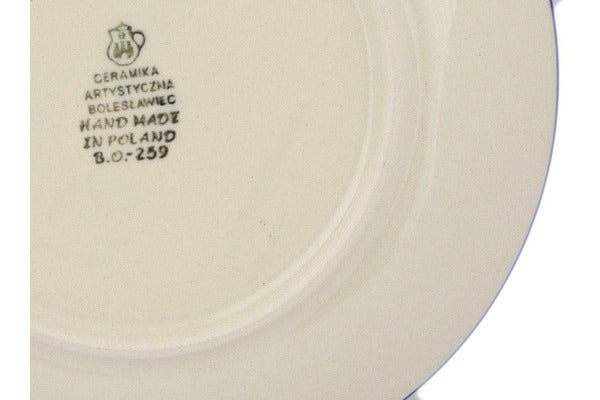 CERAMIKA
ARTYSTYCZNA
BOLESŁAWIEC
HAND MADE
IN POLAND
B.O.-259